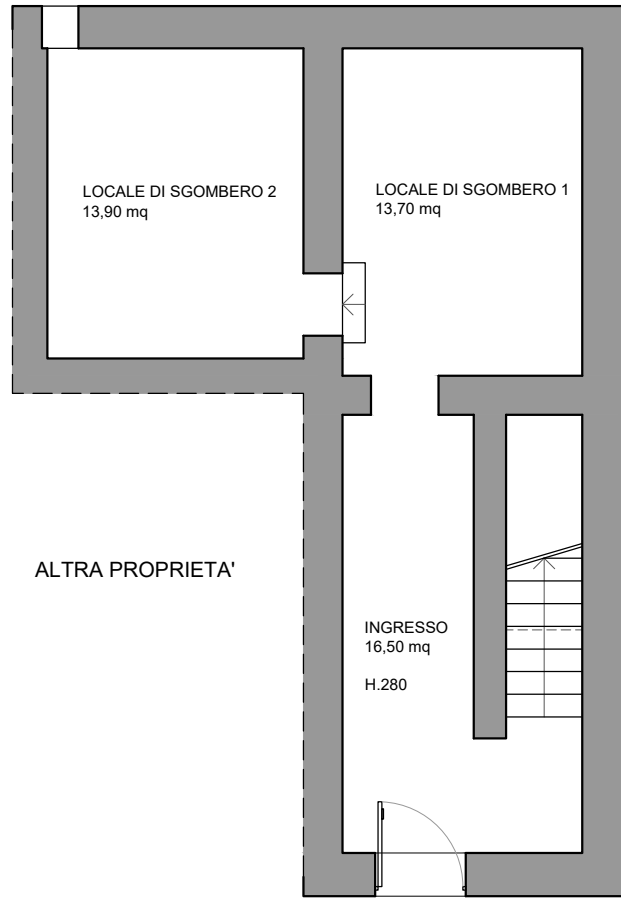 LOCALE DI SGOMBERO 2
13,90 mq
LOCALE DI SGOMBERO 1
13,70 mq
ALTRA PROPRIETA'
INGRESSO
16,50 mq
H.280